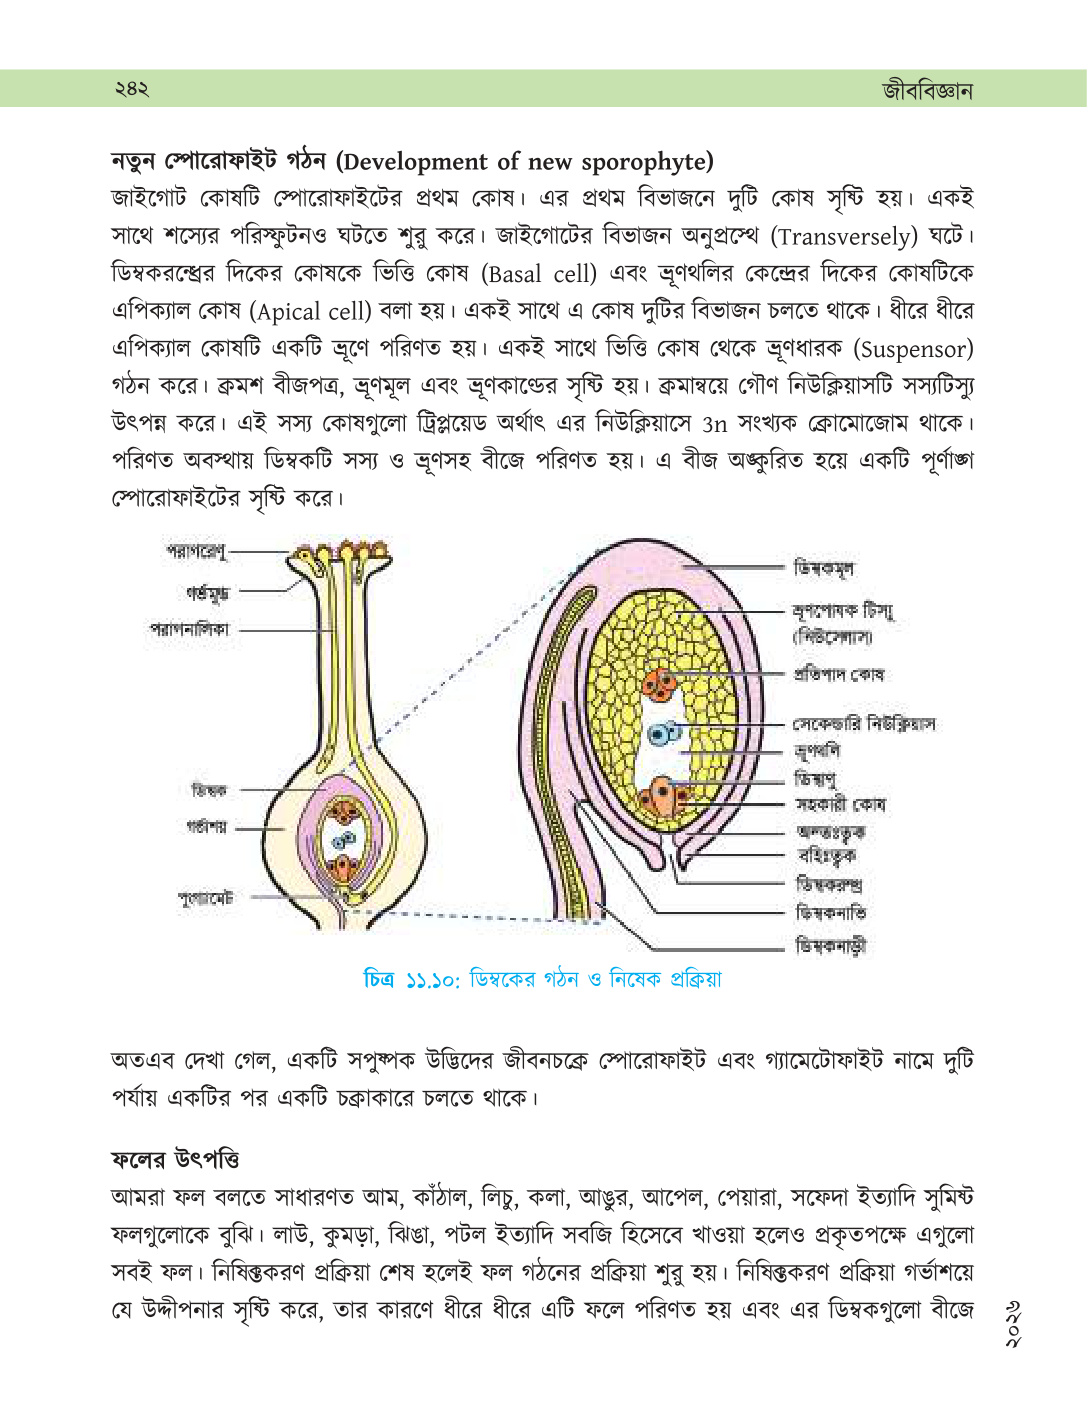 ২৪২
জীববিজ্ঞান
নতুন স্পোরোফাইট গঠন (Development of new sporophyte)
জাইগোট কোষটি স্পোরোফাইটের প্রথম কোষ। এর প্রথম বিভাজনে দুটি কোষ সৃষ্টি হয়। একই
সাথে শস্যের পরিস্ফুটনও ঘটতে শুরু করে। জাইগোটের বিভাজন অনুপ্রস্থে (Transversely) ঘটে।
ডিম্বকরন্ধ্রের দিকের কোষকে ভিত্তি কোষ (Basal cell) এবং ভ্রূণথলির কেন্দ্রের দিকের কোষটিকে
এপিক্যাল কোষ (Apical cell) বলা হয়। একই সাথে এ কোষ দুটির বিভাজন চলতে থাকে। ধীরে ধীরে
এপিক্যাল কোষটি একটি ভ্রূণে পরিণত হয়। একই সাথে ভিত্তি কোষ থেকে ভ্রূণধারক (Suspensor)
গঠন করে। ক্রমশ বীজপত্র, ভ্রূণমূল এবং ভ্রূণকাণ্ডের সৃষ্টি হয়। ক্রমান্বয়ে গৌণ নিউক্লিয়াসটি সস্যটিস্যু
উৎপন্ন করে। এই সস্য কোষগুলো ট্রিপ্লয়েড অর্থাৎ এর নিউক্লিয়াসে 3n সংখ্যক ক্রোমোজোম থাকে।
পরিণত অবস্থায় ডিম্বকটি সস্য ও ভ্রূণসহ বীজে পরিণত হয়। এ বীজ অঙ্কুরিত হয়ে একটি পূর্ণাঙ্গ
স্পোরোফাইটের সৃষ্টি করে।
পরাগরেণু
গর্ভমুন্ড
পরাগনালিকা
ডিম্বক
গর্ভাশয়
পুংগ্যামেট
ডিম্বকমূল
ভ্রূণপোষক টিস্যু
(নিউসেলাস)
প্রতিপাদ কোষ
সেকেন্ডারি নিউক্লিয়াস
ভ্রূণথলি
ডিম্বাণু
সহকারী কোষ
অন্তঃত্বক
বহিঃত্বক
ডিম্বকরন্ধ্র
ডিম্বকনাভি
ডিম্বকনাড়ী
চিত্র ১১.১০: ডিম্বকের গঠন ও নিষেক প্রক্রিয়া
অতএব দেখা গেল, একটি সপুষ্পক উদ্ভিদের জীবনচক্রে স্পোরোফাইট এবং গ্যামেটোফাইট নামে দুটি
পর্যায় একটির পর একটি চক্রাকারে চলতে থাকে।
ফলের উৎপত্তি
আমরা ফল বলতে সাধারণত আম, কাঁঠাল, লিচু, কলা, আঙুর, আপেল, পেয়ারা, সফেদা ইত্যাদি সুমিষ্ট
ফলগুলোকে বুঝি। লাউ, কুমড়া, ঝিঙা, পটল ইত্যাদি সবজি হিসেবে খাওয়া হলেও প্রকৃতপক্ষে এগুলো
সবই ফল। নিষিক্তকরণ প্রক্রিয়া শেষ হলেই ফল গঠনের প্রক্রিয়া শুরু হয়। নিষিক্তকরণ প্রক্রিয়া গর্ভাশয়ে
যে উদ্দীপনার সৃষ্টি করে, তার কারণে ধীরে ধীরে এটি ফলে পরিণত হয় এবং এর ডিম্বকগুলো বীজে
২০২৬